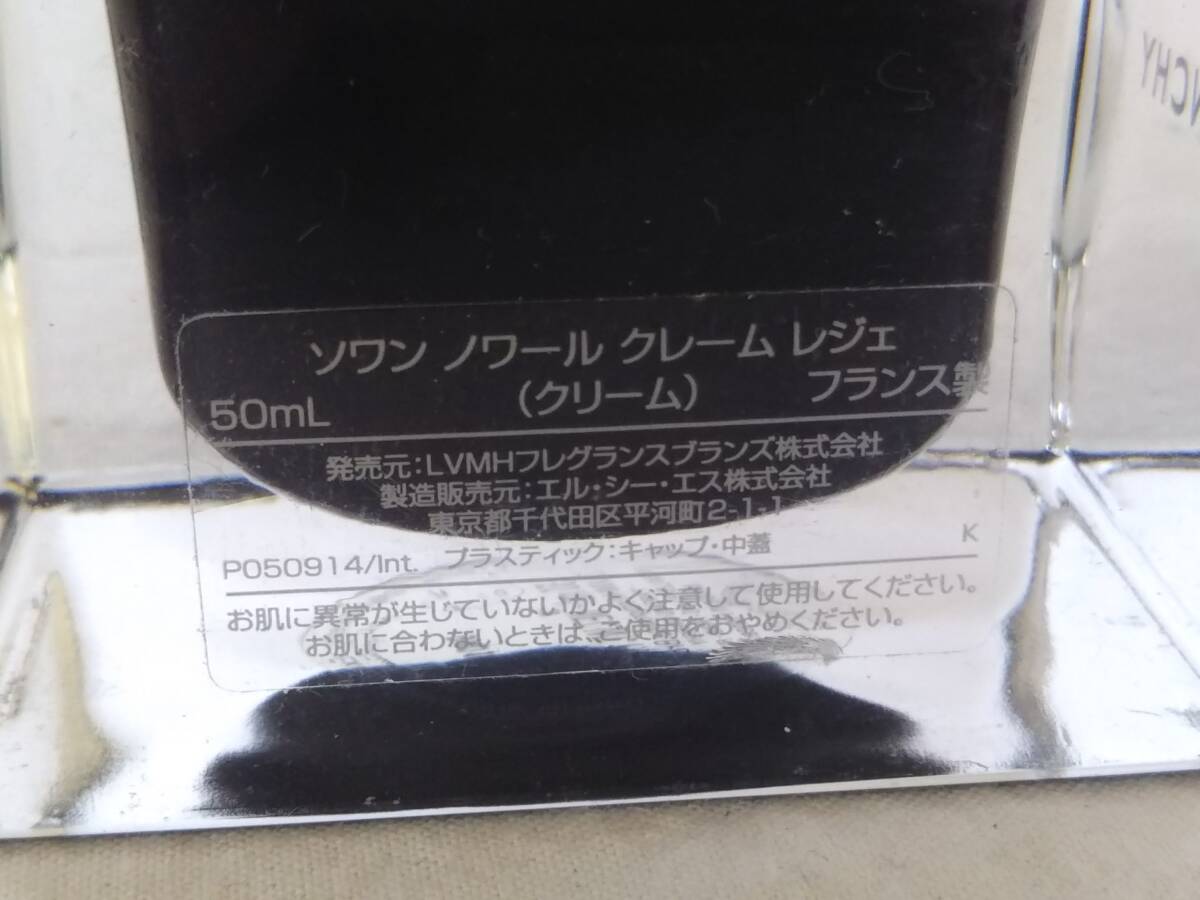 ソワン ノワール クレーム レジェ
50mL (クリーム) フランス製
発売元:LVMHフレグランスブランズ株式会社
製造販売元:エル・シー・エス株式会社
東京都千代田区平河町2-1-1
P050914/Int. プラスティック:キャップ・中蓋 K
お肌に異常が生じていないかよく注意して使用してください。
お肌に合わないときは、ご使用をおやめください。
NCHY